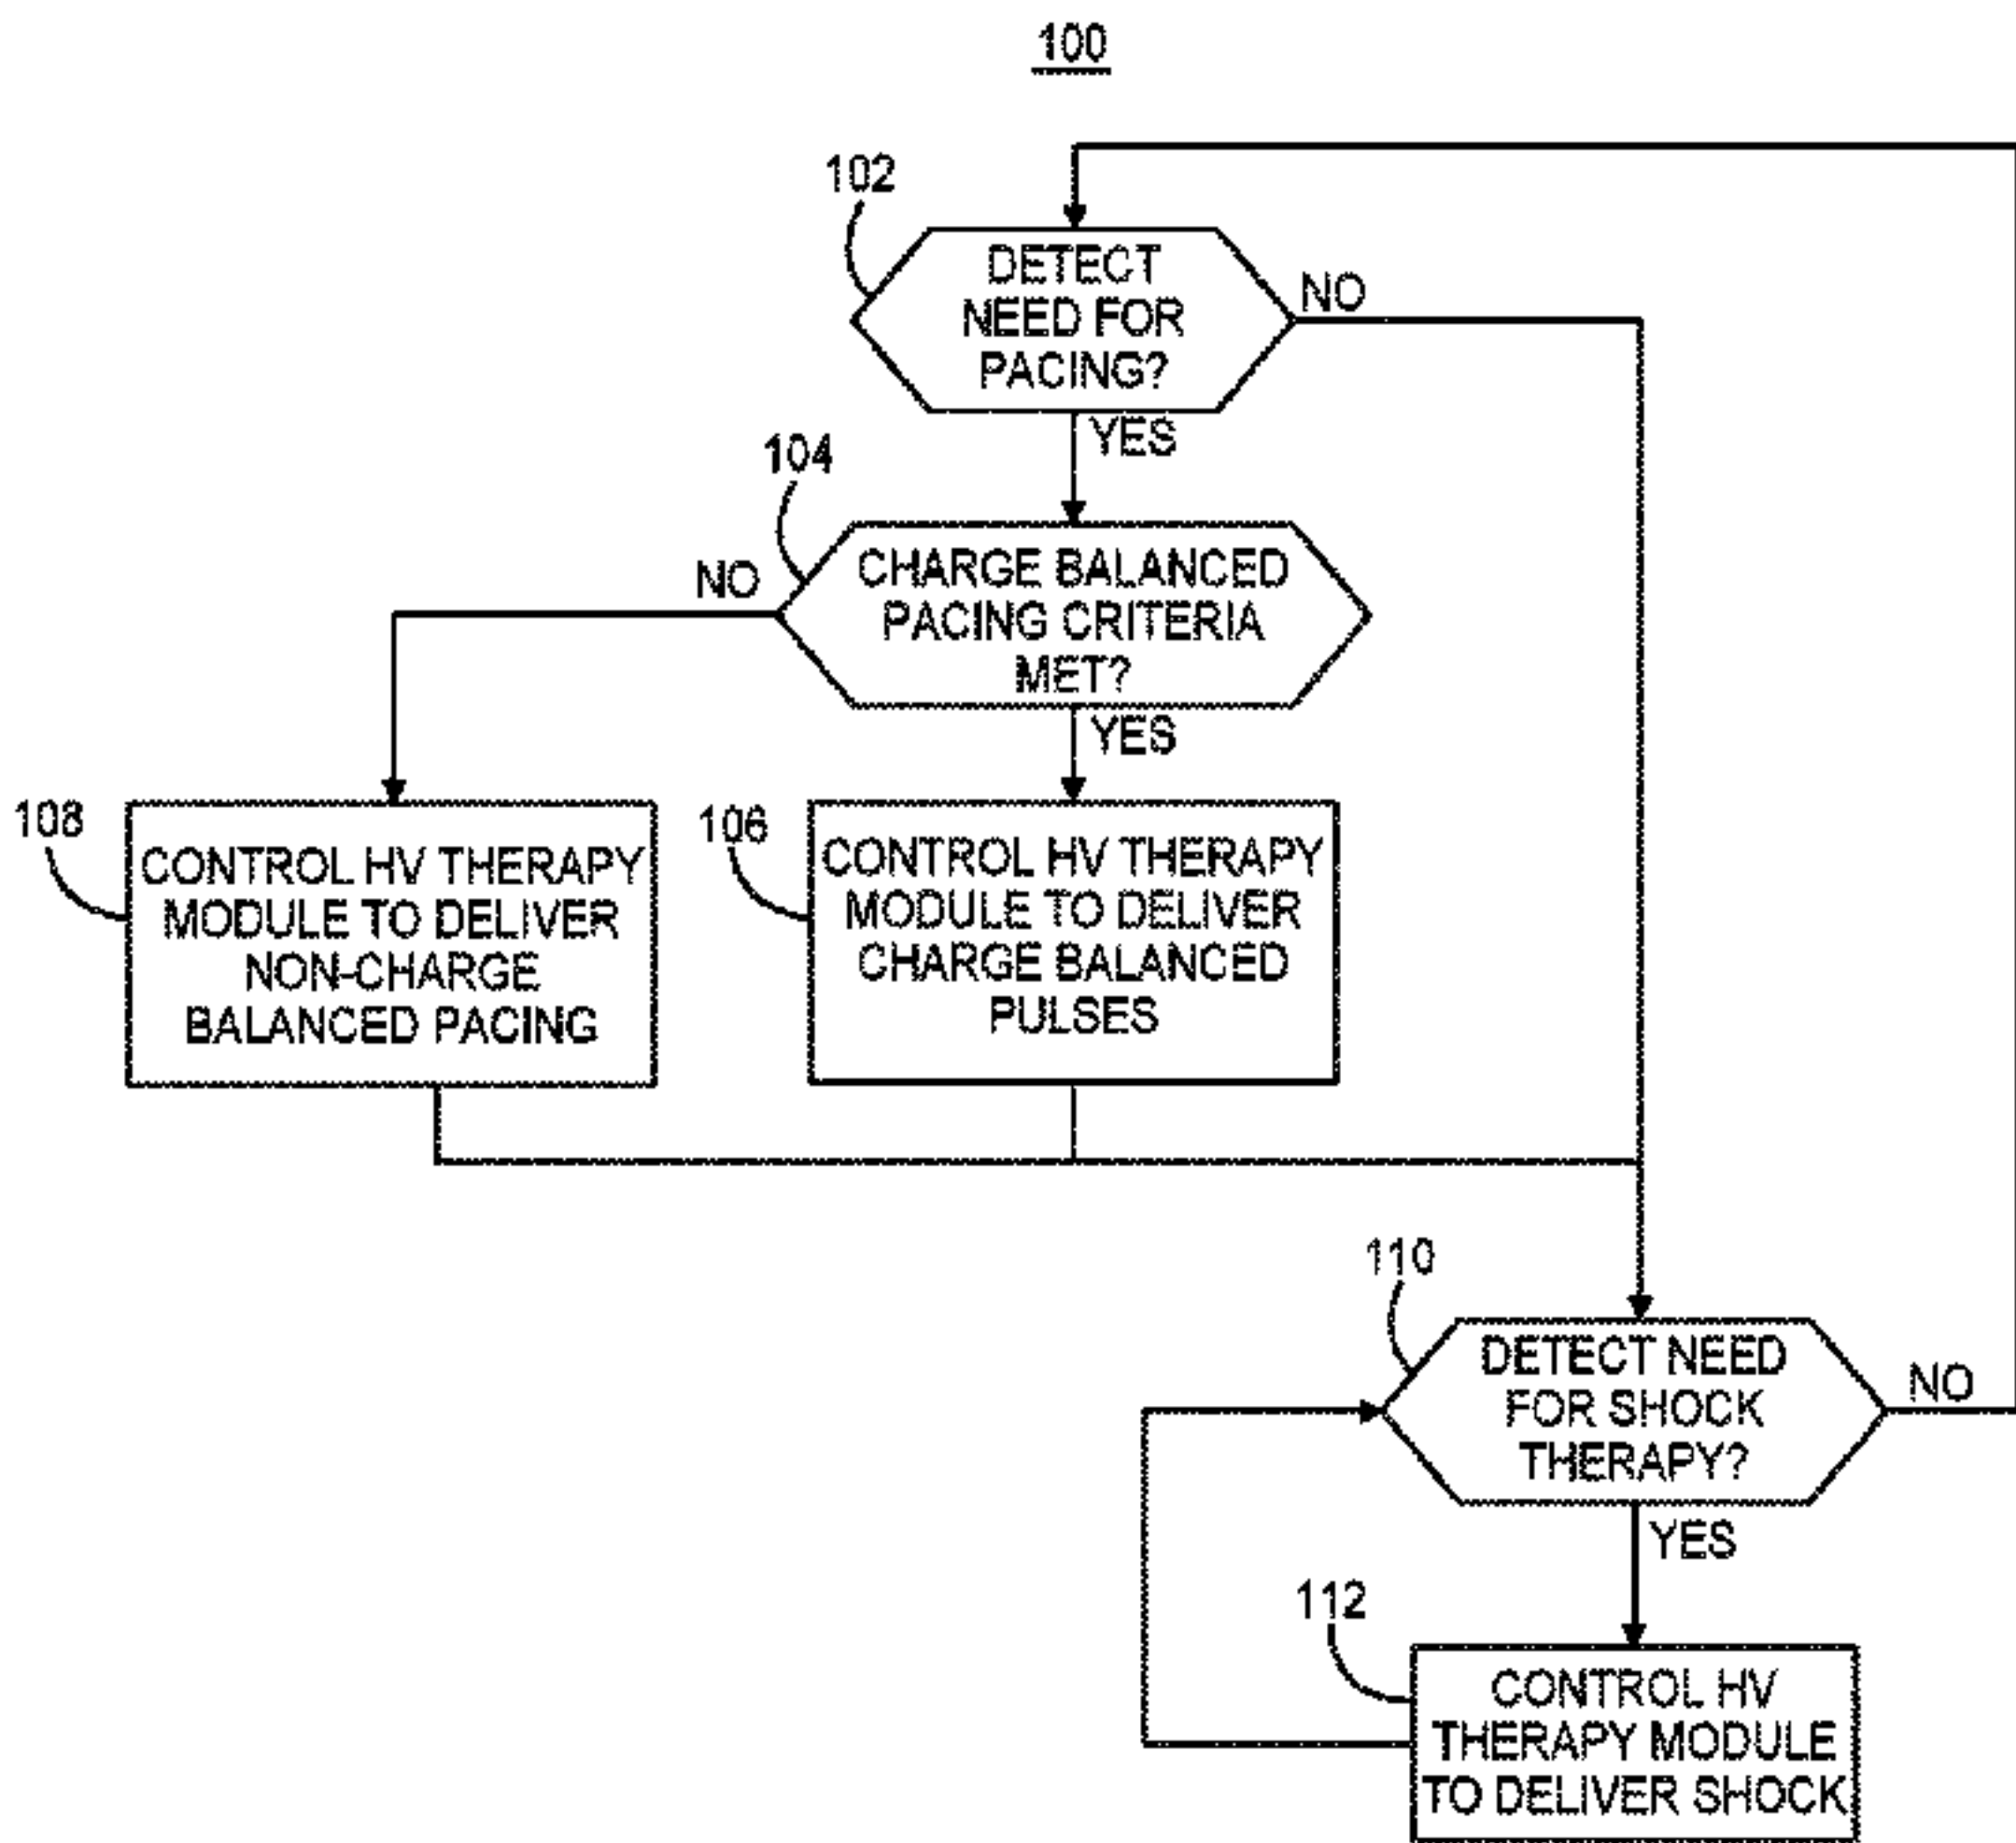 100
102
DETECT
NEED FOR
PACING?
NO
YES
104
CHARGE BALANCED
PACING CRITERIA
MET?
NO
YES
108
CONTROL HV THERAPY
MODULE TO DELIVER
NON-CHARGE
BALANCED PACING
106
CONTROL HV THERAPY
MODULE TO DELIVER
CHARGE BALANCED
PULSES
110
DETECT NEED
FOR SHOCK
THERAPY?
NO
YES
112
CONTROL HV
THERAPY MODULE
TO DELIVER SHOCK